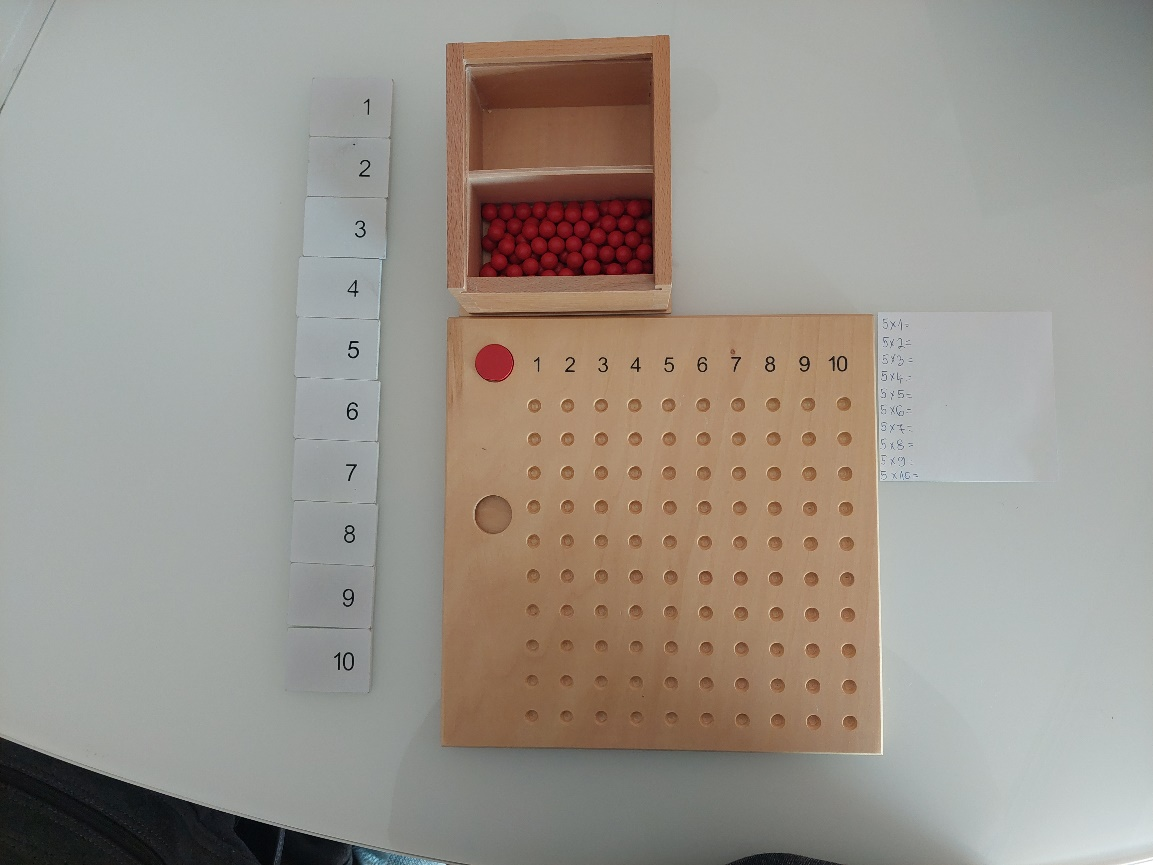 1
2
3
4
5
6
7
8
9
10
1 2 3 4 5 6 7 8 9 10
5x1=
5x2=
5x3=
5x4=
5x5=
5x6=
5x7=
5x8=
5x9=
5x10=